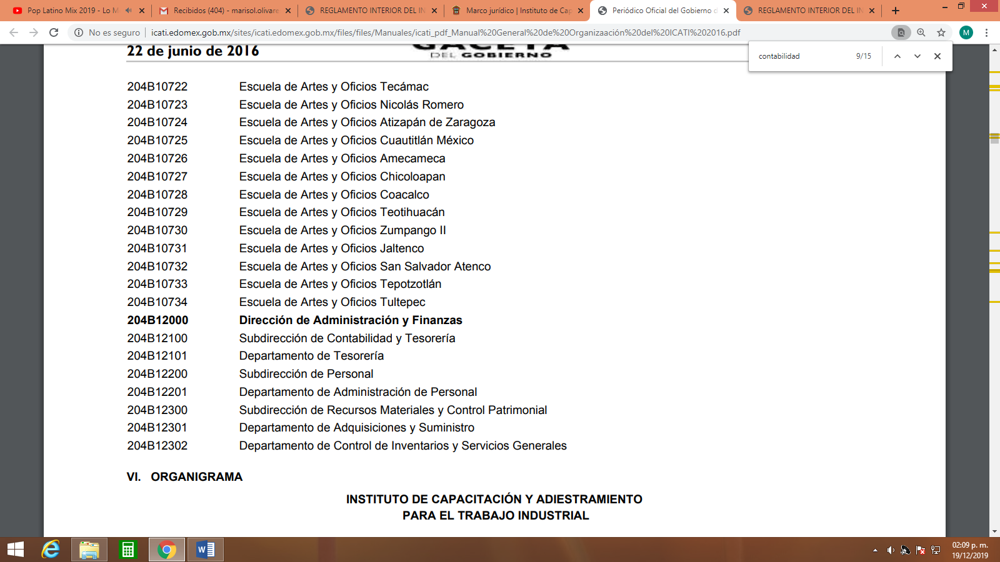 Pop Latino Mix 2019 - Lo M
Recibidos (404) - marisol.olivare
REGLAMENTO INTERIOR DEL IN
Marco jurídico | Instituto de Cap
Periódico Oficial del Gobierno d
REGLAMENTO INTERIOR DEL IN
No es seguro
icati.edomex.gob.mx/sites/icati.edomex.gob.mx/files/files/Manuales/icati_pdf_Manual%20General%20de%20Organizaación%20del%20ICATI%202016.pdf
M
contabilidad 9/15
22 de junio de 2016
GACETA
DEL GOBIERNO
204B10722 Escuela de Artes y Oficios Tecámac
204B10723 Escuela de Artes y Oficios Nicolás Romero
204B10724 Escuela de Artes y Oficios Atizapán de Zaragoza
204B10725 Escuela de Artes y Oficios Cuautitlán México
204B10726 Escuela de Artes y Oficios Amecameca
204B10727 Escuela de Artes y Oficios Chicoloapan
204B10728 Escuela de Artes y Oficios Coacalco
204B10729 Escuela de Artes y Oficios Teotihuacán
204B10730 Escuela de Artes y Oficios Zumpango II
204B10731 Escuela de Artes y Oficios Jaltenco
204B10732 Escuela de Artes y Oficios San Salvador Atenco
204B10733 Escuela de Artes y Oficios Tepotzotlán
204B10734 Escuela de Artes y Oficios Tultepec
204B12000 Dirección de Administración y Finanzas
204B12100 Subdirección de Contabilidad y Tesorería
204B12101 Departamento de Tesorería
204B12200 Subdirección de Personal
204B12201 Departamento de Administración de Personal
204B12300 Subdirección de Recursos Materiales y Control Patrimonial
204B12301 Departamento de Adquisiciones y Suministro
204B12302 Departamento de Control de Inventarios y Servicios Generales
VI. ORGANIGRAMA
INSTITUTO DE CAPACITACIÓN Y ADIESTRAMIENTO
PARA EL TRABAJO INDUSTRIAL
02:09 p. m.
19/12/2019